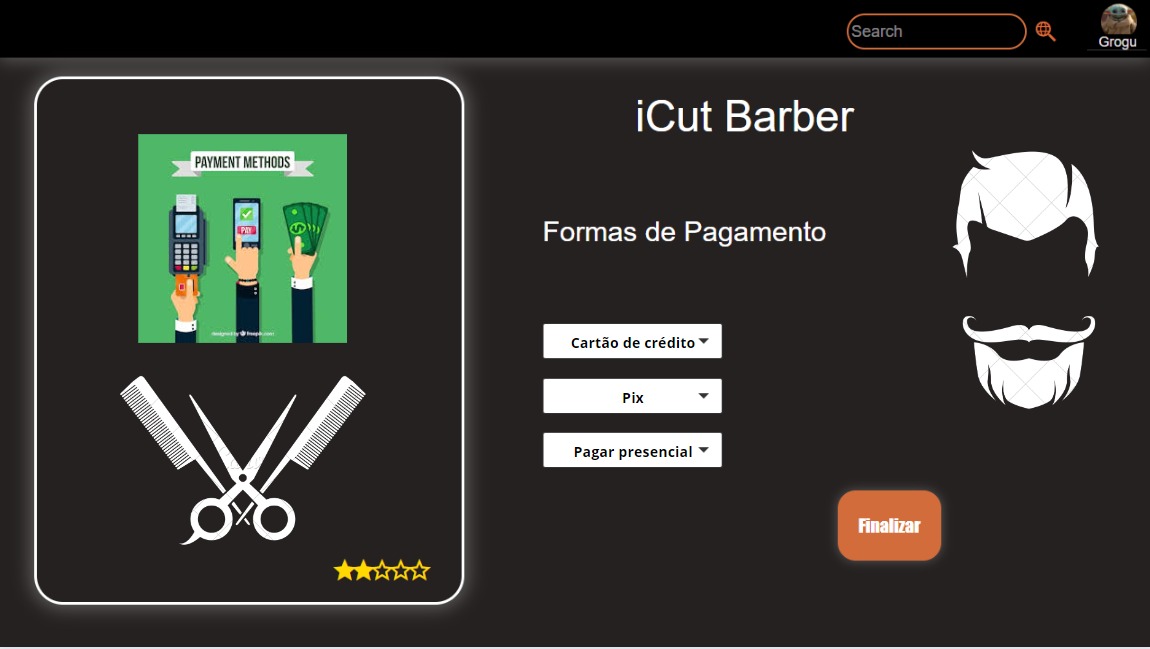 Search
Grogu
iCut Barber
PAYMENT METHODS
PAY
designed by freepik.com
Formas de Pagamento
Cartão de crédito
Pix
Pagar presencial
Finalizar